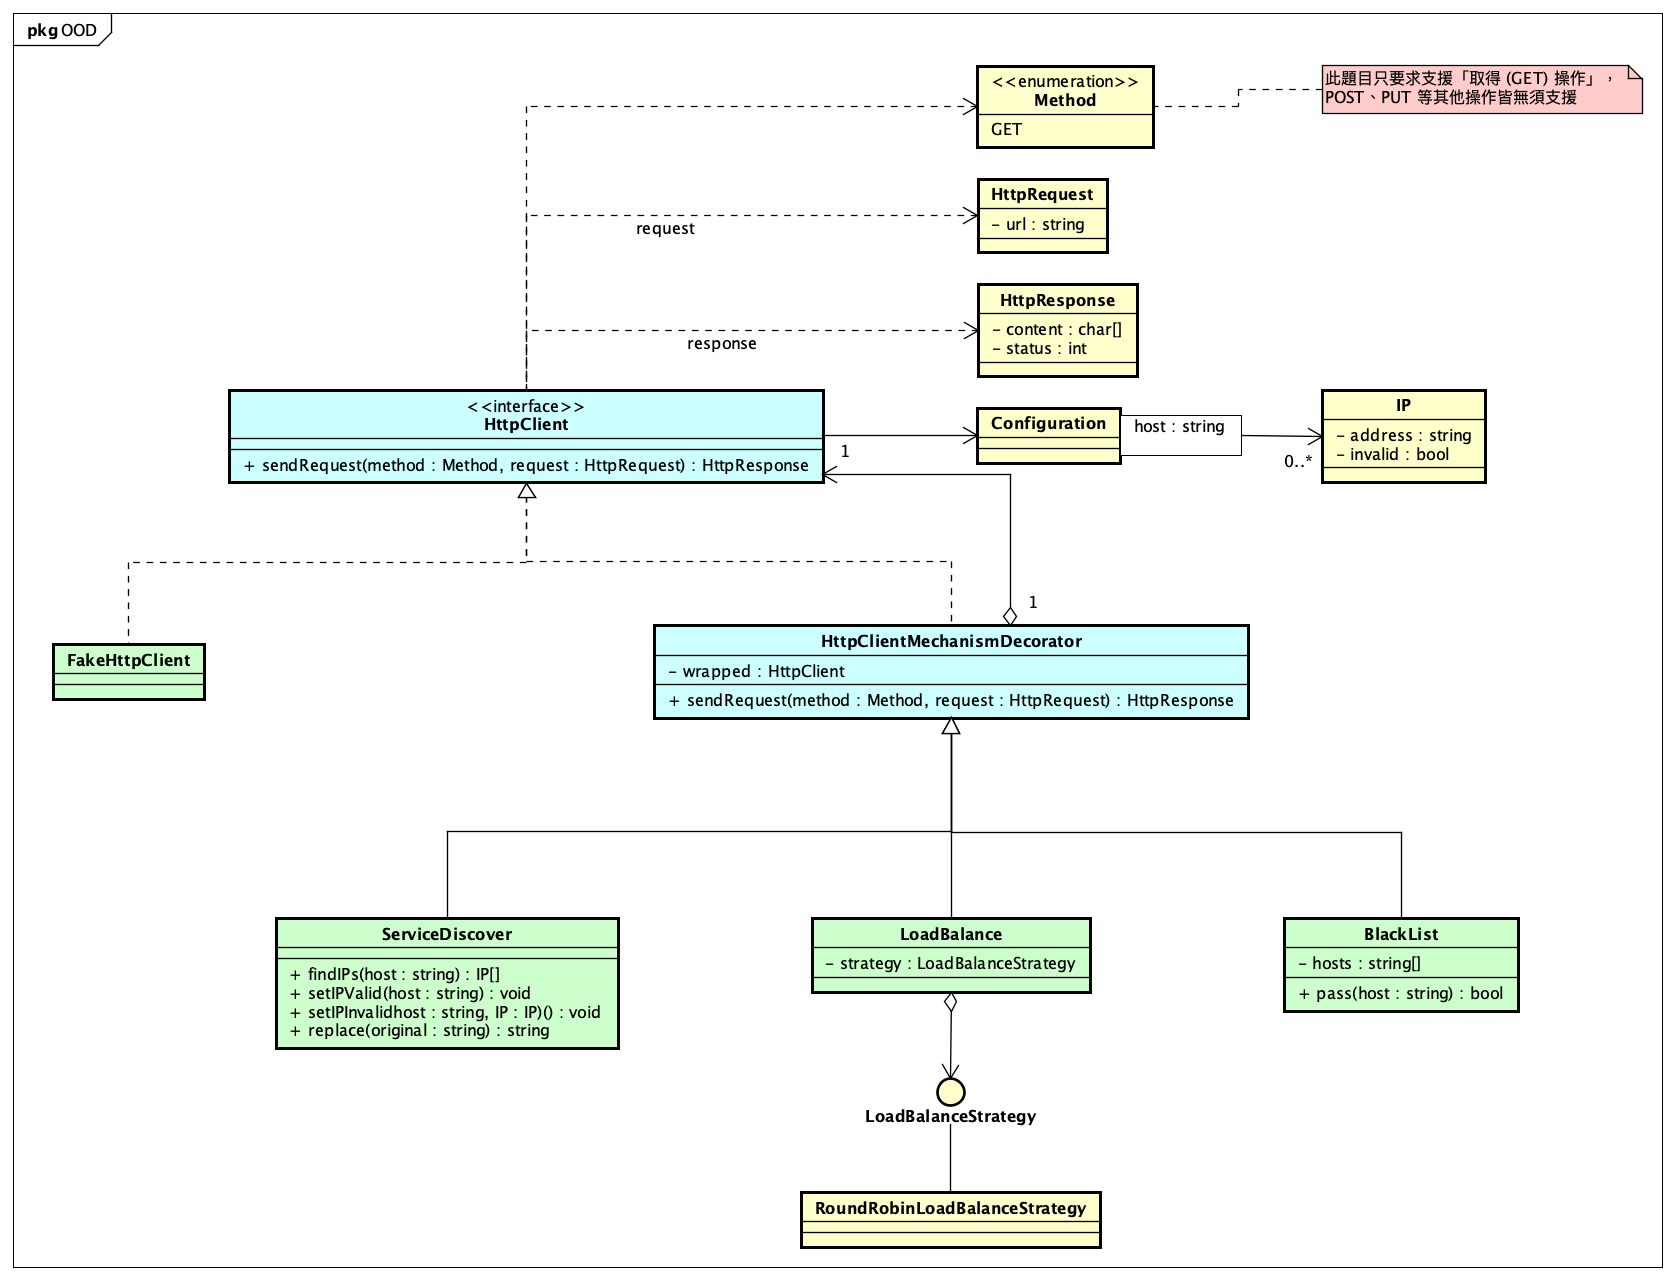 pkg OOD
<<enumeration>>
Method
GET
此題目只要求支援「取得 (GET) 操作」，
POST、PUT 等其他操作皆無須支援
HttpRequest
- url : string
request
HttpResponse
- content : char[]
- status : int
response
<<interface>>
HttpClient
+ sendRequest(method : Method, request : HttpRequest) : HttpResponse
1
Configuration
host : string
0..*
IP
- address : string
- invalid : bool
1
FakeHttpClient
HttpClientMechanismDecorator
- wrapped : HttpClient
+ sendRequest(method : Method, request : HttpRequest) : HttpResponse
ServiceDiscover
+ findIPs(host : string) : IP[]
+ setIPValid(host : string) : void
+ setIPInvalidhost : string, IP : IP)() : void
+ replace(original : string) : string
LoadBalance
- strategy : LoadBalanceStrategy
BlackList
- hosts : string[]
+ pass(host : string) : bool
LoadBalanceStrategy
RoundRobinLoadBalanceStrategy